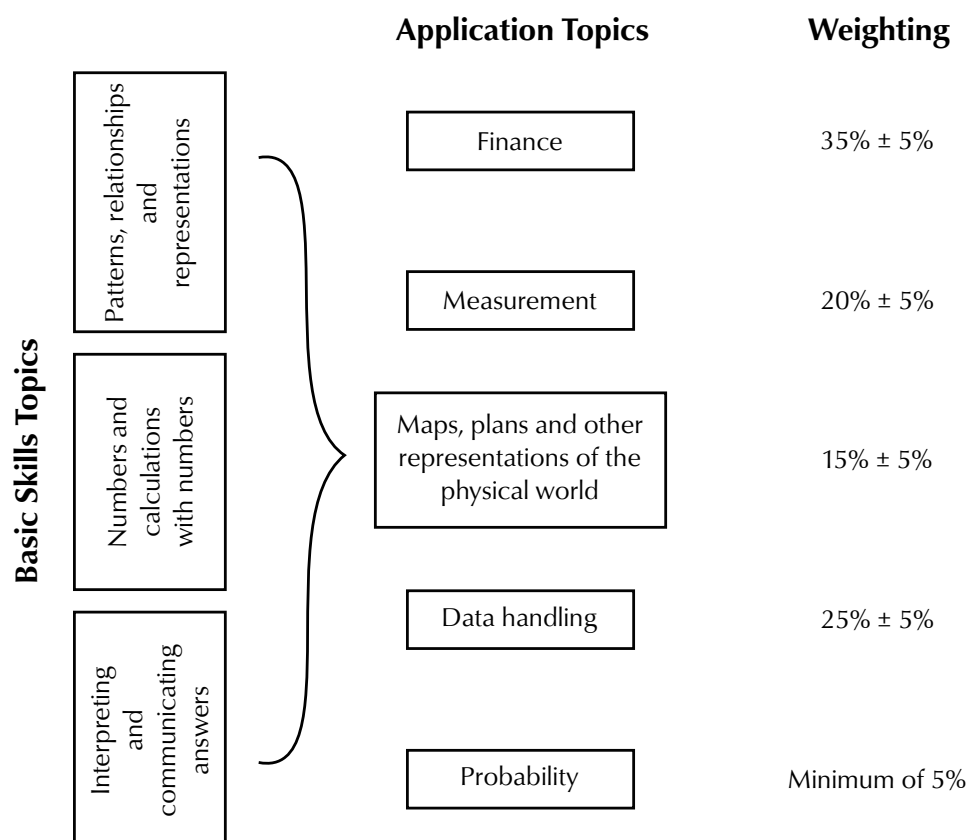 Application Topics
Weighting
Basic Skills Topics
Patterns, relationships
and
representations
Numbers and
calculations
with numbers
Interpreting
and
communicating
answers
Finance
35% ± 5%
Measurement
20% ± 5%
Maps, plans and other
representations of the
physical world
15% ± 5%
Data handling
25% ± 5%
Probability
Minimum of 5%